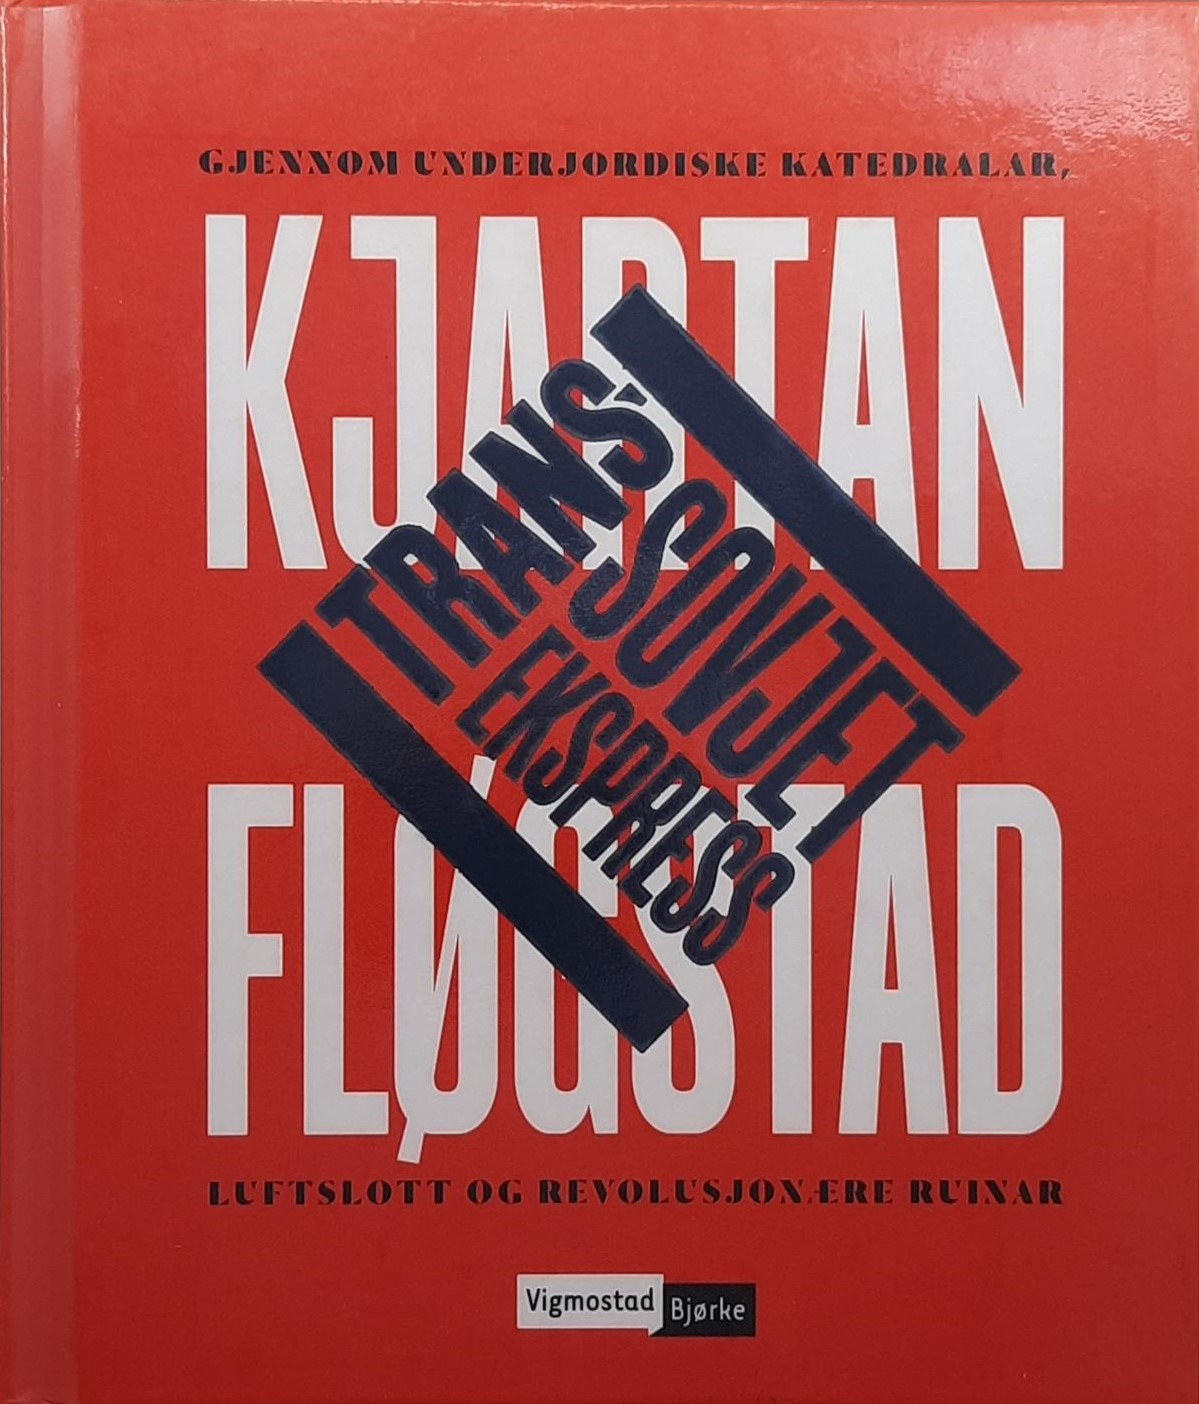 GJENNOM UNDERJORDISKE KATEDRALAR,
KJARTAN
TRANS-
SOVJET
EKSPRESS
FLØGSTAD
LUFTSLOTT OG REVOLUSJONÆRE RUINAR
Vigmostad Bjørke